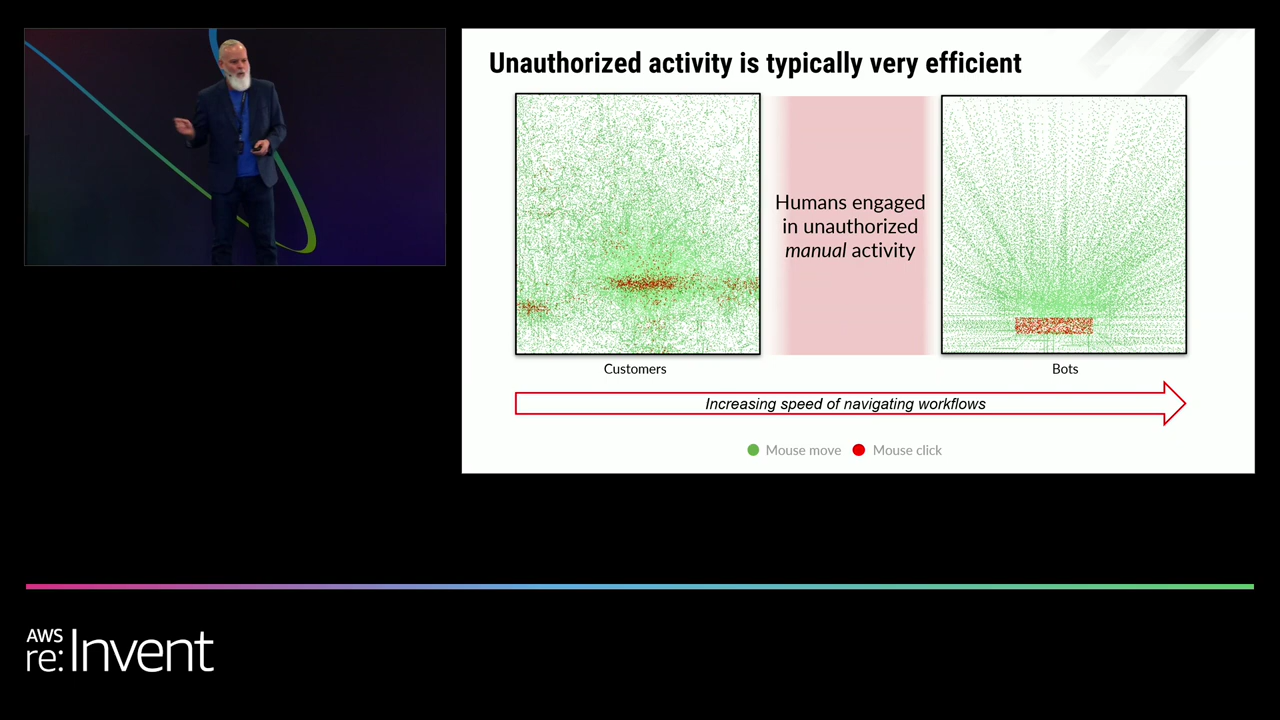 Unauthorized activity is typically very efficient
Humans engaged
in unauthorized
manual activity
Customers
Bots
Increasing speed of navigating workflows
Mouse move
Mouse click
AWS
re:Invent